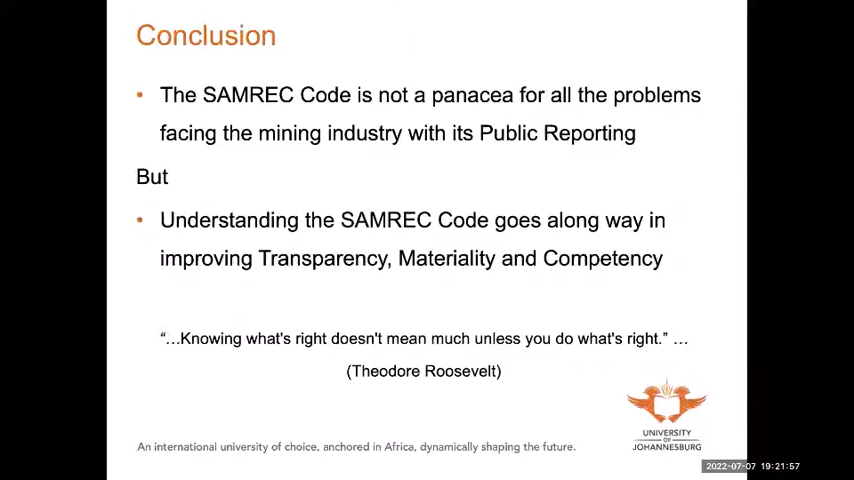 Conclusion
• The SAMREC Code is not a panacea for all the problems
facing the mining industry with its Public Reporting
But
• Understanding the SAMREC Code goes along way in
improving Transparency, Materiality and Competency
“…Knowing what's right doesn't mean much unless you do what's right.” …
(Theodore Roosevelt)
UNIVERSITY
OF
JOHANNESBURG
An international university of choice, anchored in Africa, dynamically shaping the future.
2022-07-07 19:21:57